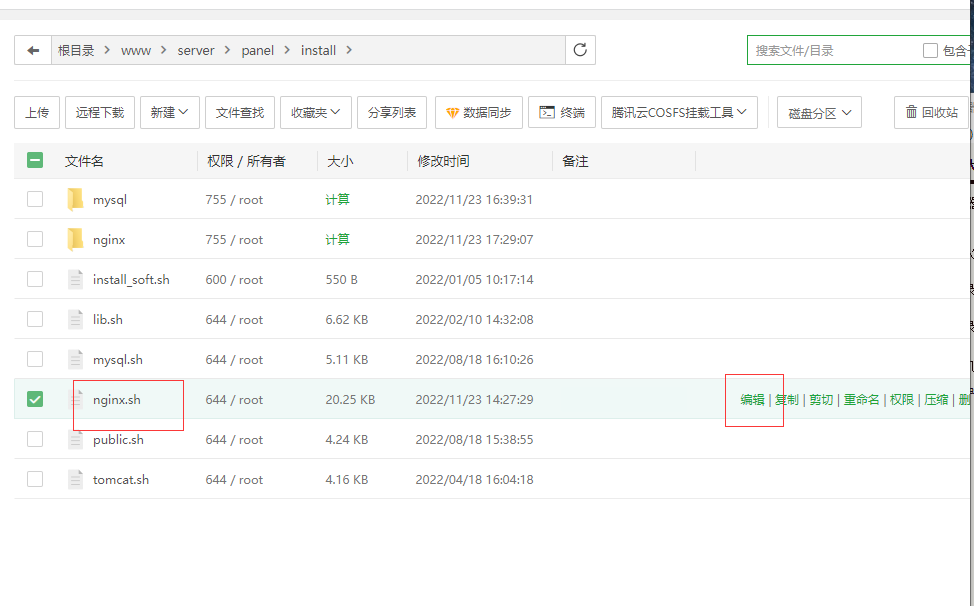 根目录 > www > server > panel > install >
搜索文件/目录 包含
上传 远程下载 新建 文件查找 收藏夹 分享列表 数据同步 终端 腾讯云COSFS挂载工具 磁盘分区 回收站
文件名 权限 / 所有者 大小 修改时间 备注
mysql 755 / root 计算 2022/11/23 16:39:31
nginx 755 / root 计算 2022/11/23 17:29:07
install_soft.sh 600 / root 550 B 2022/01/05 10:17:14
lib.sh 644 / root 6.62 KB 2022/02/10 14:32:08
mysql.sh 644 / root 5.11 KB 2022/08/18 16:10:26
nginx.sh 644 / root 20.25 KB 2022/11/23 14:27:29 编辑 | 复制 | 剪切 | 重命名 | 权限 | 压缩 | 删
public.sh 644 / root 4.24 KB 2022/08/18 15:38:55
tomcat.sh 644 / root 4.16 KB 2022/04/18 16:04:18